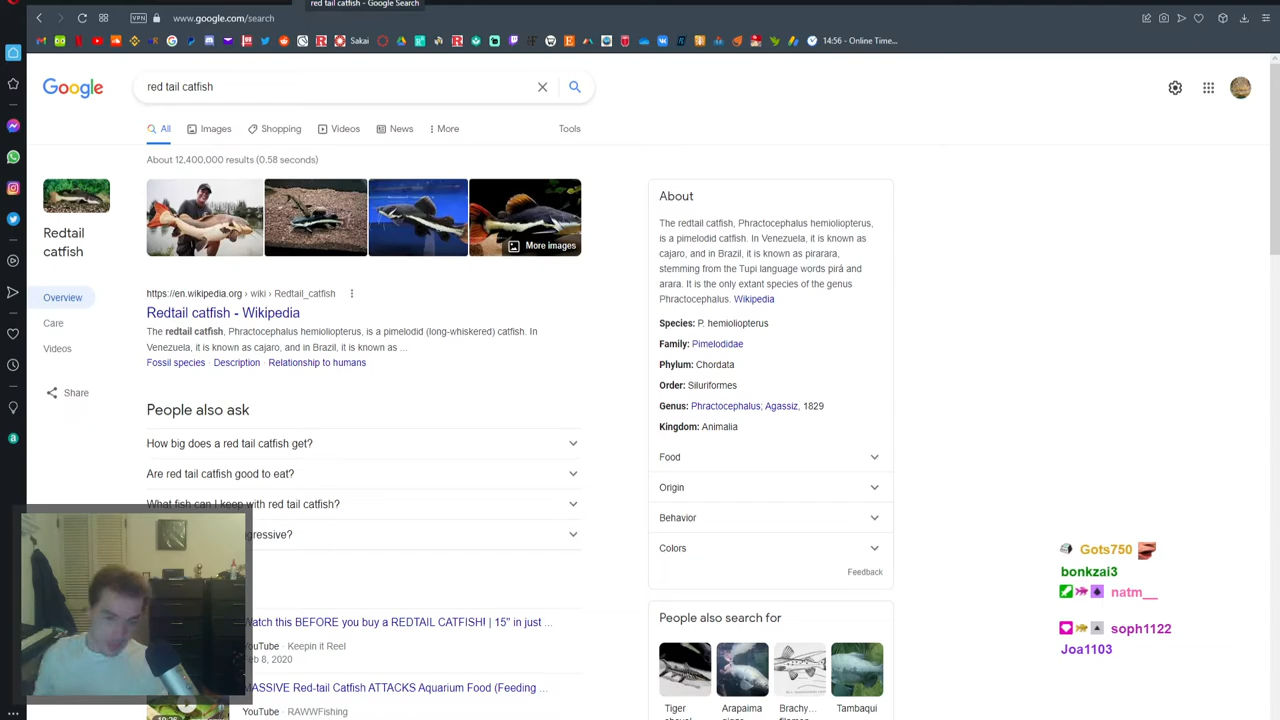 red tail catfish - Google Search
VPN
www.google.com/search
Sakai
14:56 - Online Time...
Google
red tail catfish
All
Images
Shopping
Videos
News
More
Tools
About 12,400,000 results (0.58 seconds)
Redtail
catfish
Overview
Care
Videos
Share
More images
https://en.wikipedia.org › wiki › Redtail_catfish
Redtail catfish - Wikipedia
The redtail catfish, Phractocephalus hemioliopterus, is a pimelodid (long-whiskered) catfish. In
Venezuela, it is known as cajaro, and in Brazil, it is known as ...
Fossil species · Description · Relationship to humans
People also ask
How big does a red tail catfish get?
Are red tail catfish good to eat?
What fish can I keep with red tail catfish?
gressive?
Watch this BEFORE you buy a REDTAIL CATFISH! | 15" in just ...
YouTube · Keepin it Reel
Feb 8, 2020
MASSIVE Red-tail Catfish ATTACKS Aquarium Food (Feeding ...
YouTube · RAWWFishing
About
The redtail catfish, Phractocephalus hemioliopterus,
is a pimelodid catfish. In Venezuela, it is known as
cajaro, and in Brazil, it is known as pirarara,
stemming from the Tupi language words pirá and
arara. It is the only extant species of the genus
Phractocephalus. Wikipedia
Species: P. hemioliopterus
Family: Pimelodidae
Phylum: Chordata
Order: Siluriformes
Genus: Phractocephalus; Agassiz, 1829
Kingdom: Animalia
Food
Origin
Behavior
Colors
Feedback
People also search for
Tiger
Arapaima
Brachy...
Tambaqui
Gots750
bonkzai3
natm__
soph1122
Joa1103